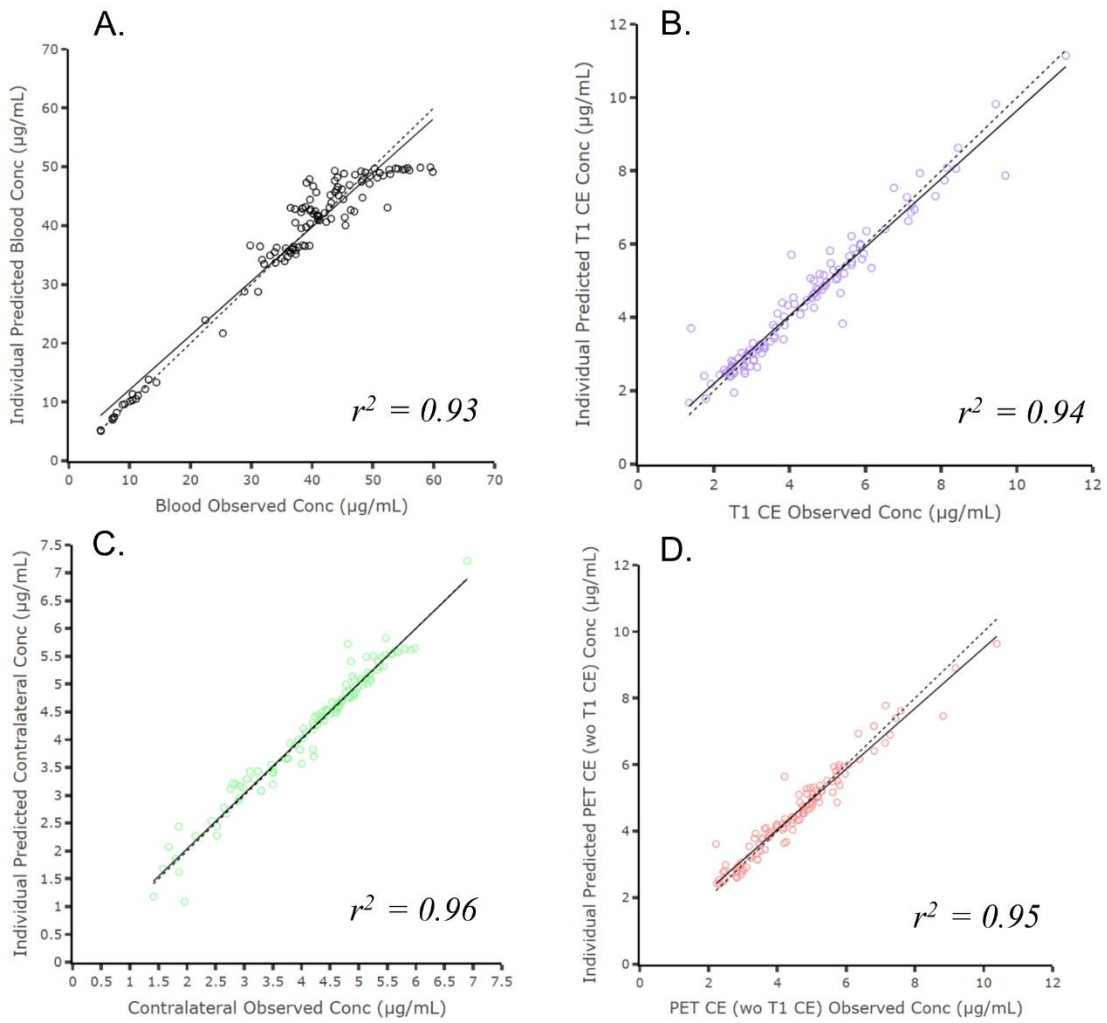 A.
Individual Predicted Blood Conc (µg/mL)
70
60
50
40
30
20
10
0
0 10 20 30 40 50 60 70
Blood Observed Conc (µg/mL)
r² = 0.93
B.
Individual Predicted T1 CE Conc (µg/mL)
12
10
8
6
4
2
0
0 2 4 6 8 10 12
T1 CE Observed Conc (µg/mL)
r² = 0.94
C.
Individual Predicted Contralateral Conc (µg/mL)
7.5
7
6.5
6
5.5
5
4.5
4
3.5
3
2.5
2
1.5
1
0.5
0
0 0.5 1 1.5 2 2.5 3 3.5 4 4.5 5 5.5 6 6.5 7 7.5
Contralateral Observed Conc (µg/mL)
r² = 0.96
D.
Individual Predicted PET CE (wo T1 CE) Conc (µg/mL)
12
10
8
6
4
2
0
0 2 4 6 8 10 12
PET CE (wo T1 CE) Observed Conc (µg/mL)
r² = 0.95